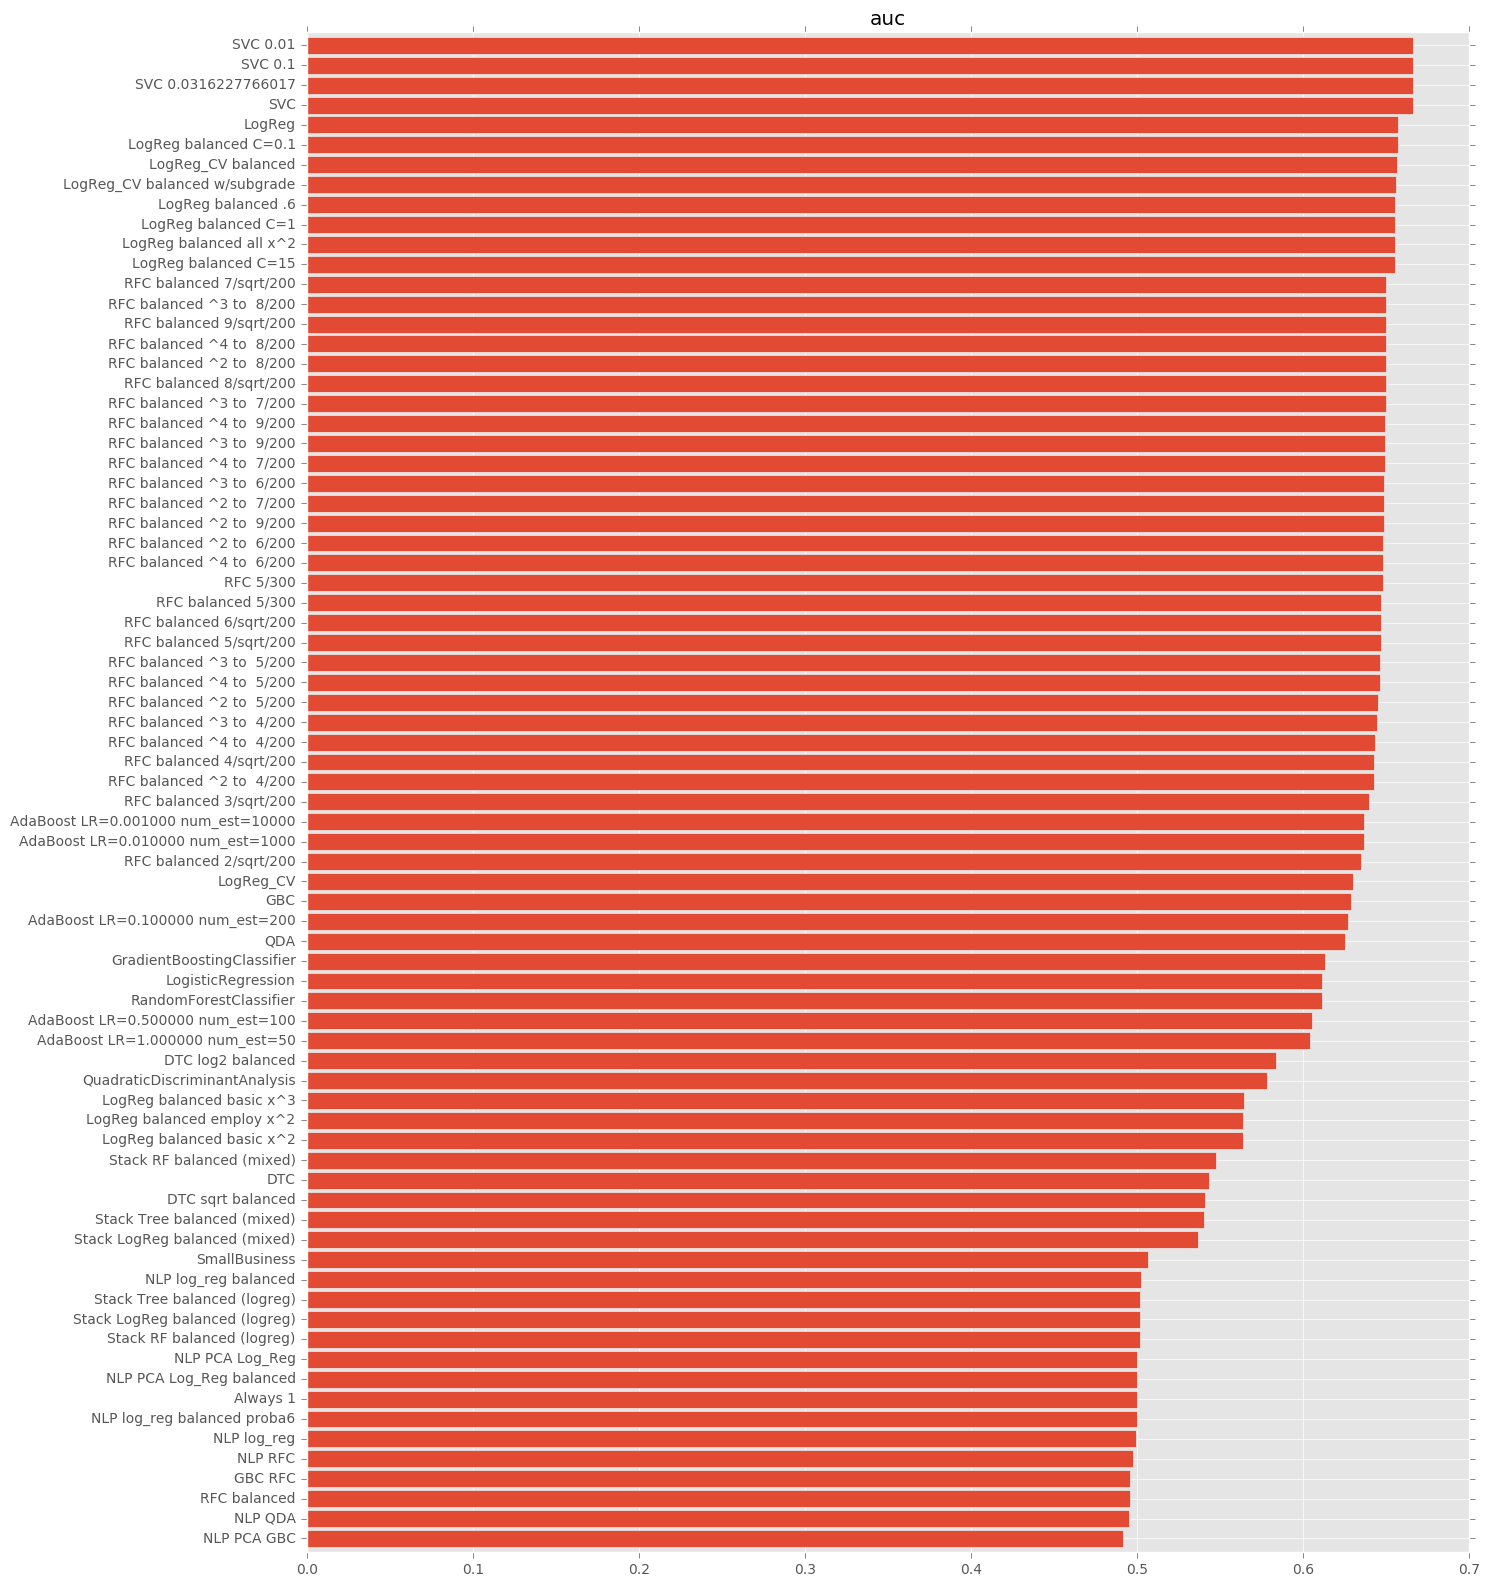 auc
SVC 0.01
SVC 0.1
SVC 0.0316227766017
SVC
LogReg
LogReg balanced C=0.1
LogReg_CV balanced
LogReg_CV balanced w/subgrade
LogReg balanced .6
LogReg balanced C=1
LogReg balanced all x^2
LogReg balanced C=15
RFC balanced 7/sqrt/200
RFC balanced ^3 to  8/200
RFC balanced 9/sqrt/200
RFC balanced ^4 to  8/200
RFC balanced ^2 to  8/200
RFC balanced 8/sqrt/200
RFC balanced ^3 to  7/200
RFC balanced ^4 to  9/200
RFC balanced ^3 to  9/200
RFC balanced ^4 to  7/200
RFC balanced ^3 to  6/200
RFC balanced ^2 to  7/200
RFC balanced ^2 to  9/200
RFC balanced ^2 to  6/200
RFC balanced ^4 to  6/200
RFC 5/300
RFC balanced 5/300
RFC balanced 6/sqrt/200
RFC balanced 5/sqrt/200
RFC balanced ^3 to  5/200
RFC balanced ^4 to  5/200
RFC balanced ^2 to  5/200
RFC balanced ^3 to  4/200
RFC balanced ^4 to  4/200
RFC balanced 4/sqrt/200
RFC balanced ^2 to  4/200
RFC balanced 3/sqrt/200
AdaBoost LR=0.001000 num_est=10000
AdaBoost LR=0.010000 num_est=1000
RFC balanced 2/sqrt/200
LogReg_CV
GBC
AdaBoost LR=0.100000 num_est=200
QDA
GradientBoostingClassifier
LogisticRegression
RandomForestClassifier
AdaBoost LR=0.500000 num_est=100
AdaBoost LR=1.000000 num_est=50
DTC log2 balanced
QuadraticDiscriminantAnalysis
LogReg balanced basic x^3
LogReg balanced employ x^2
LogReg balanced basic x^2
Stack RF balanced (mixed)
DTC
DTC sqrt balanced
Stack Tree balanced (mixed)
Stack LogReg balanced (mixed)
SmallBusiness
NLP log_reg balanced
Stack Tree balanced (logreg)
Stack LogReg balanced (logreg)
Stack RF balanced (logreg)
NLP PCA Log_Reg
NLP PCA Log_Reg balanced
Always 1
NLP log_reg balanced proba6
NLP log_reg
NLP RFC
GBC RFC
RFC balanced
NLP QDA
NLP PCA GBC
0.0 0.1 0.2 0.3 0.4 0.5 0.6 0.7